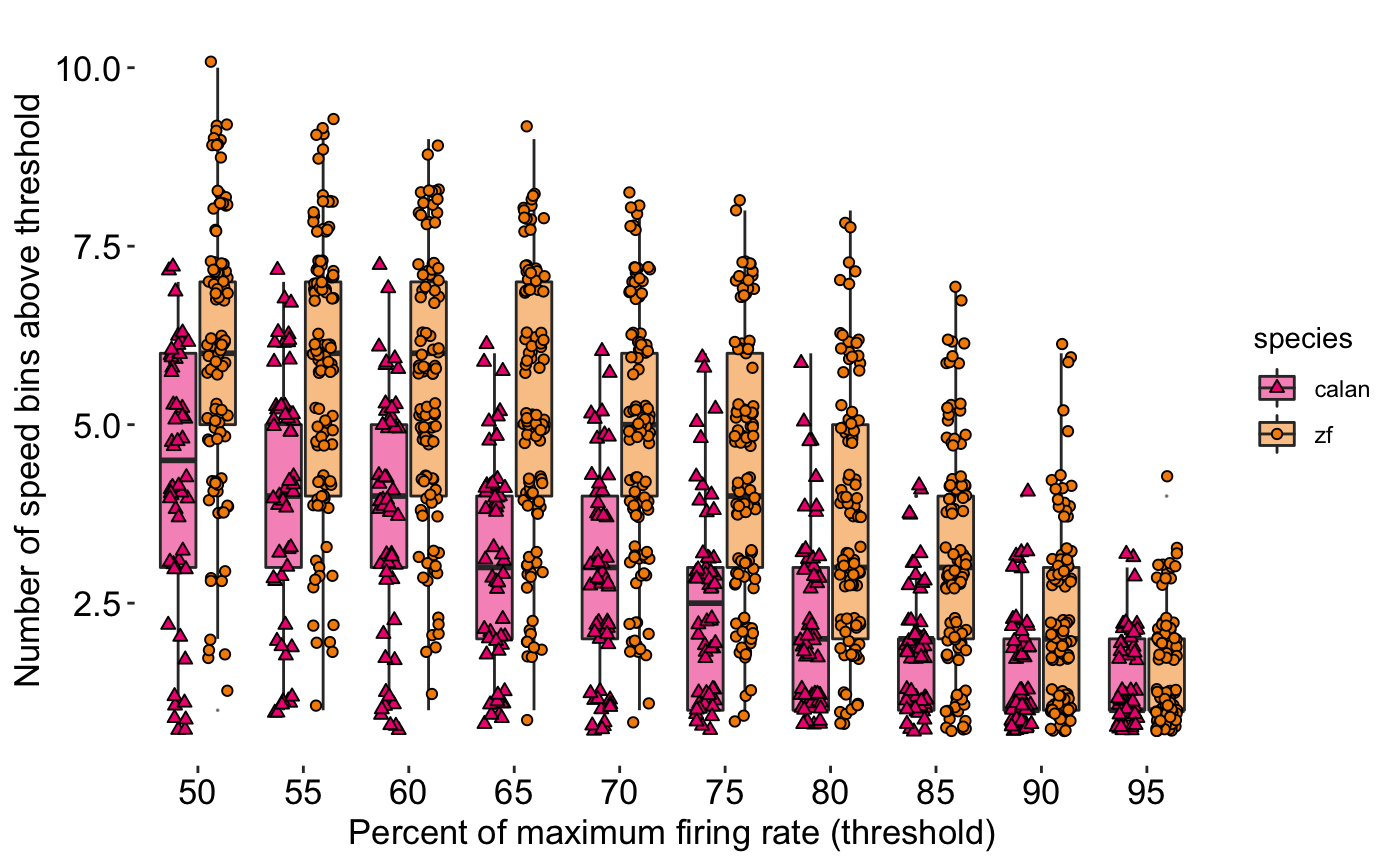 Number of speed bins above threshold
10.0
7.5
5.0
2.5
50 55 60 65 70 75 80 85 90 95
Percent of maximum firing rate (threshold)
species
calan
zf